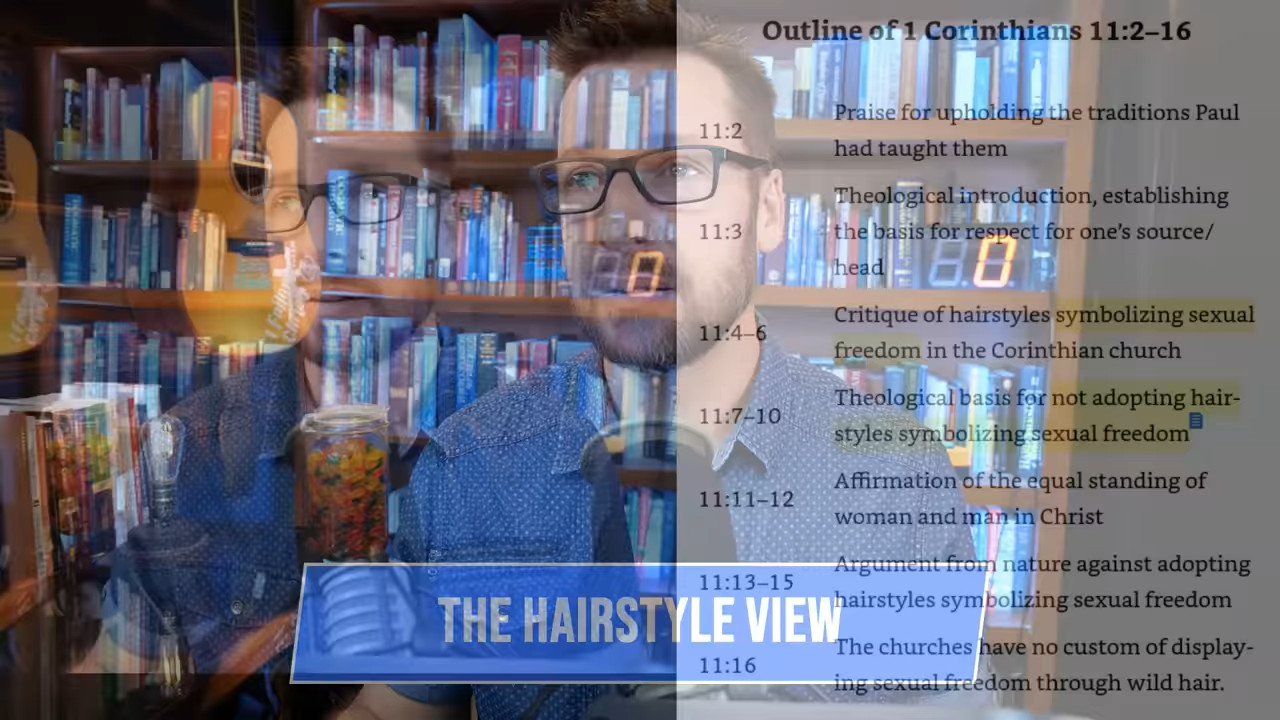 Outline of 1 Corinthians 11:2–16
11:2
Praise for upholding the traditions Paul
had taught them
11:3
Theological introduction, establishing
the basis for respect for one’s source/
head
11:4–6
Critique of hairstyles symbolizing sexual
freedom in the Corinthian church
11:7–10
Theological basis for not adopting hair-
styles symbolizing sexual freedom
11:11–12
Affirmation of the equal standing of
woman and man in Christ
11:13–15
Argument from nature against adopting
hairstyles symbolizing sexual freedom
11:16
The churches have no custom of display-
ing sexual freedom through wild hair.
THE HAIRSTYLE VIEW